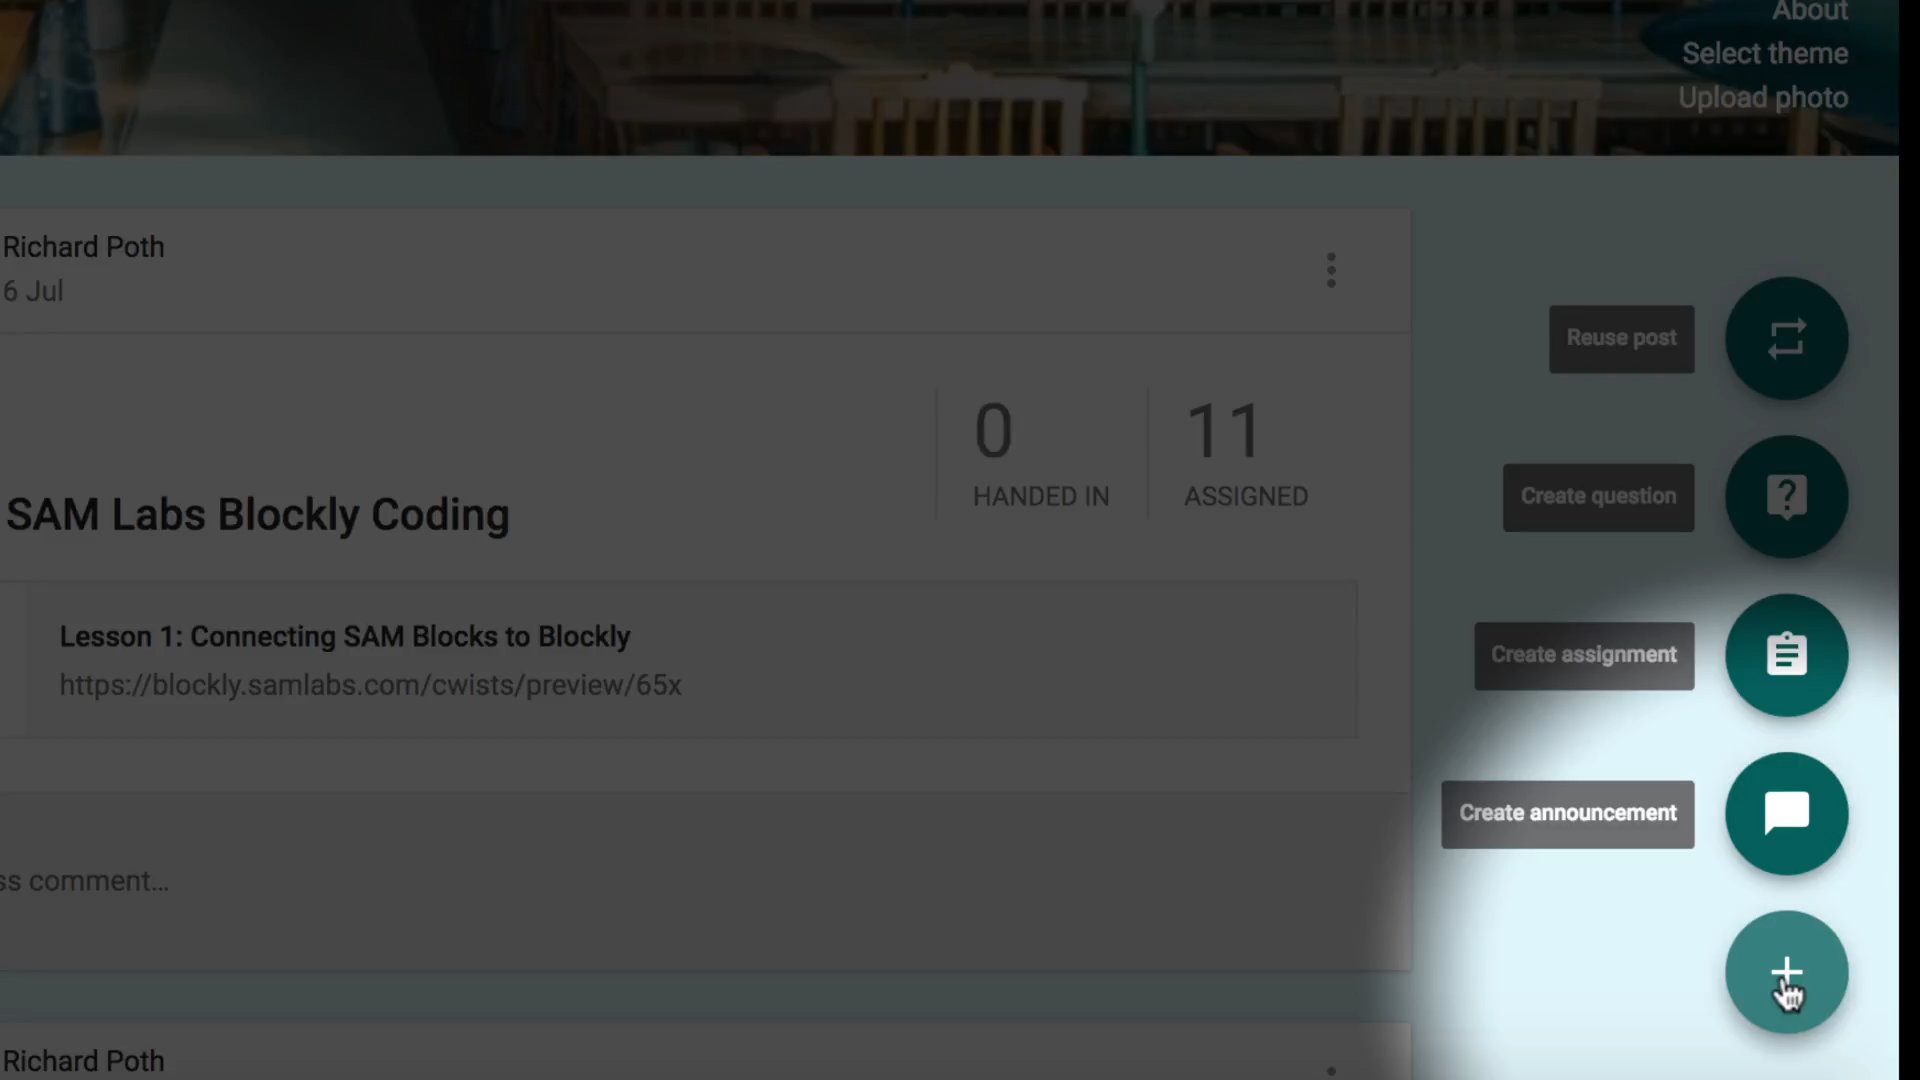 About
Select theme
Upload photo
Richard Poth
6 Jul
Reuse post
0
11
HANDED IN
ASSIGNED
Create question
SAM Labs Blockly Coding
Lesson 1: Connecting SAM Blocks to Blockly
https://blockly.samlabs.com/cwists/preview/65x
Create assignment
Create announcement
ss comment...
Richard Poth